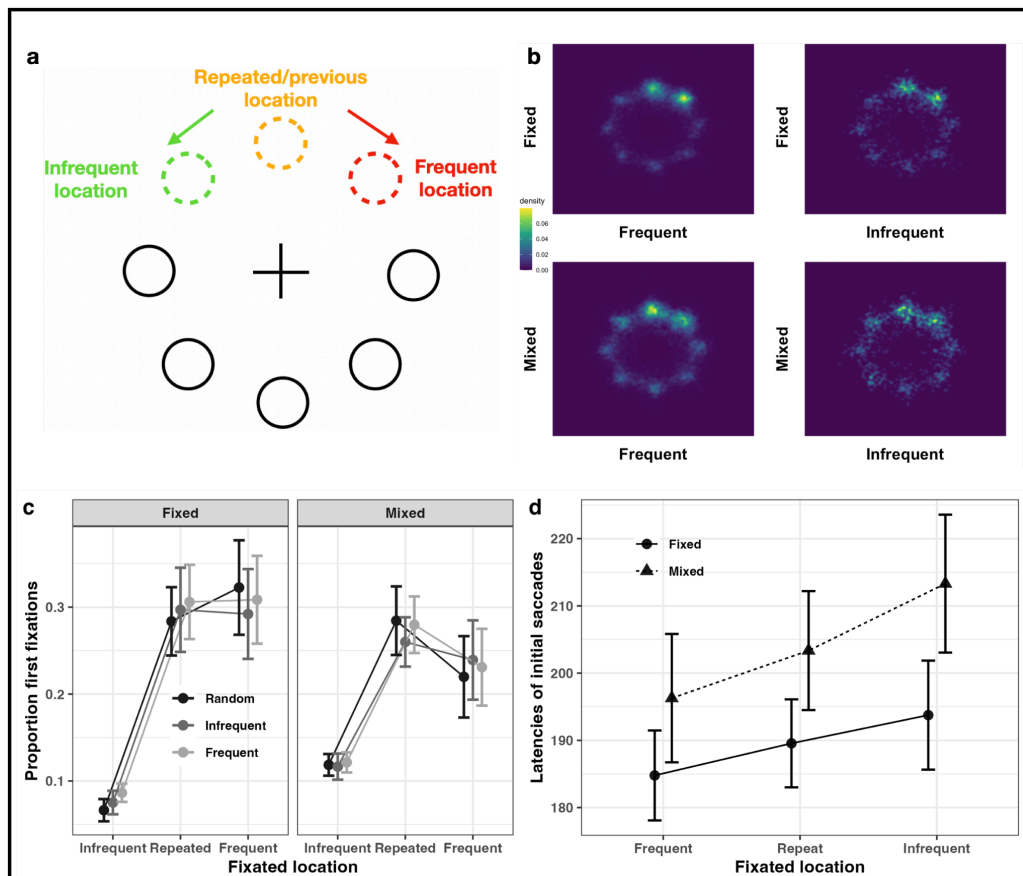 a
Repeated/previous
location
Infrequent
location
Frequent
location
b
Fixed
Fixed
density
0.06
0.04
0.02
0.00
Frequent
Infrequent
Mixed
Mixed
Frequent
Infrequent
c
Fixed
Mixed
Proportion first fixations
0.3
0.2
0.1
Random
Infrequent
Frequent
Infrequent Repeated Frequent
Infrequent Repeated Frequent
Fixated location
d
Latencies of initial saccades
220
210
200
190
180
Fixed
Mixed
Frequent Repeat Infrequent
Fixated location